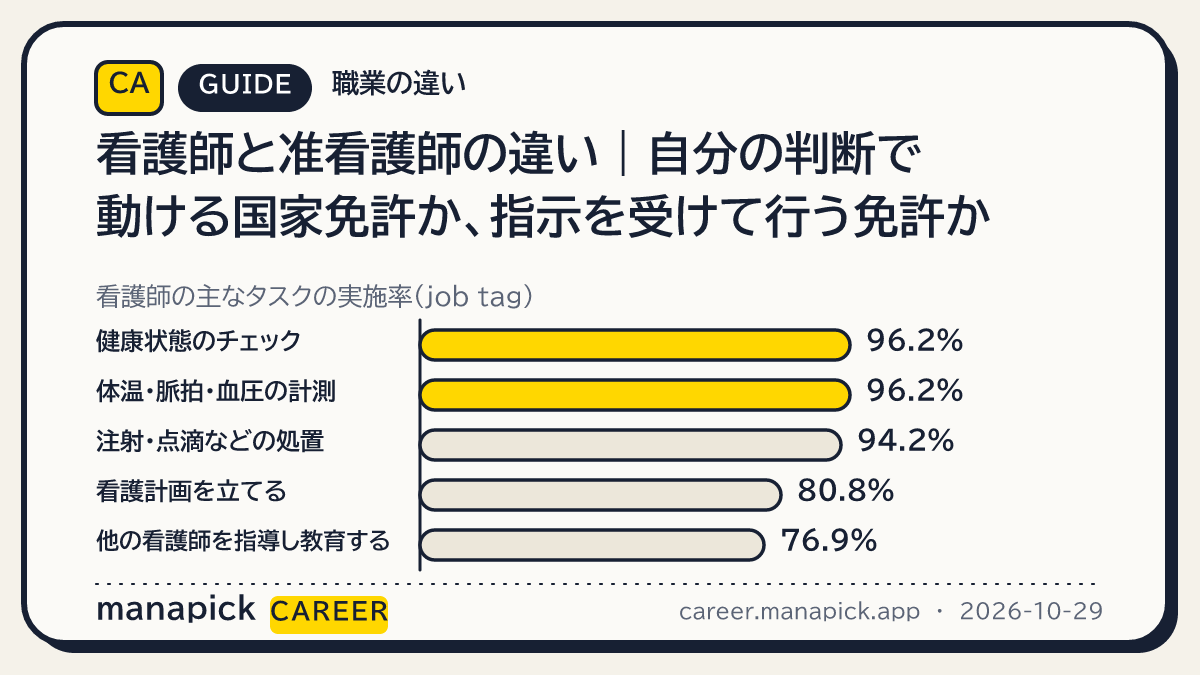 CA GUIDE 職業の違い
看護師と准看護師の違い｜自分の判断で
動ける国家免許か、指示を受けて行う免許か
看護師の主なタスクの実施率(job tag)
健康状態のチェック 96.2%
体温・脈拍・血圧の計測 96.2%
注射・点滴などの処置 94.2%
看護計画を立てる 80.8%
他の看護師を指導し教育する 76.9%
manapick CAREER career.manapick.app ・ 2026-10-29